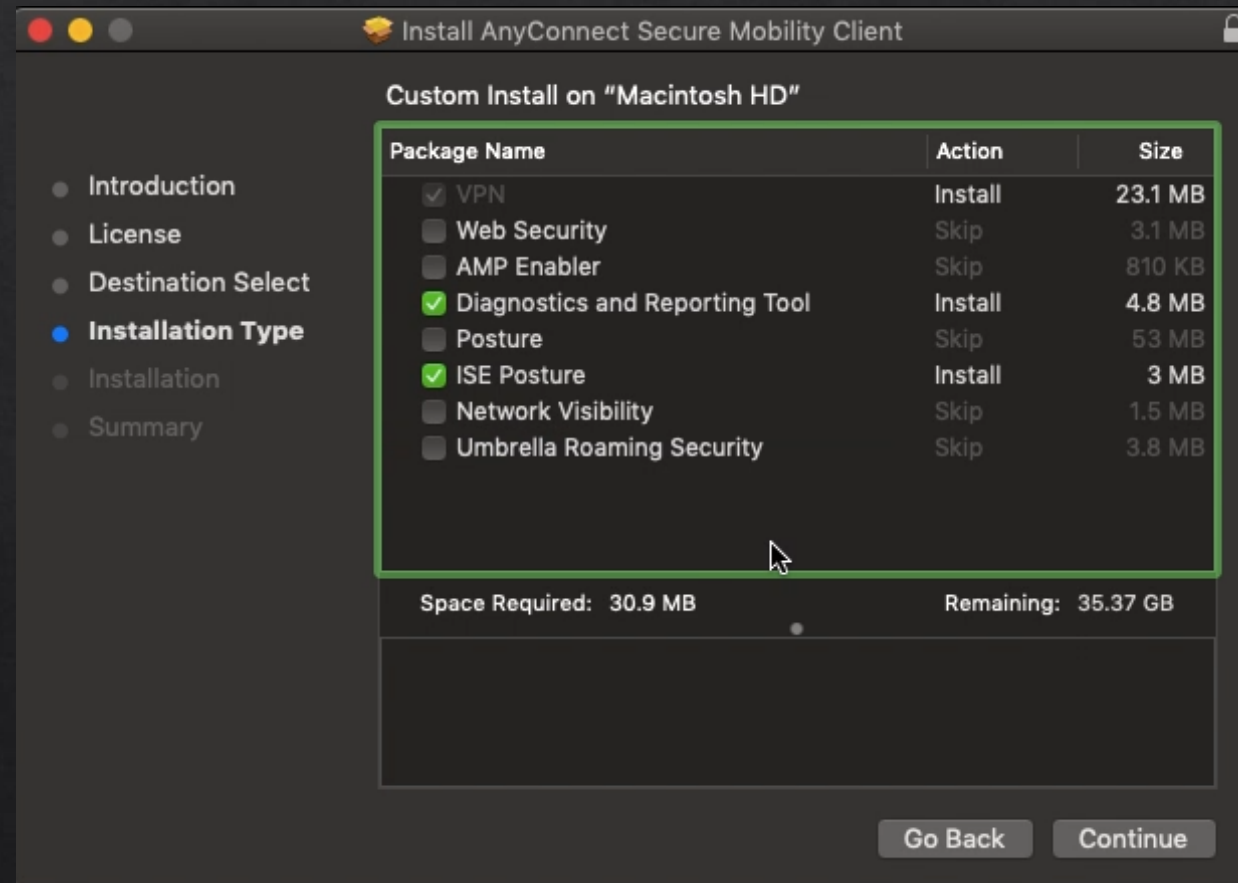 Install AnyConnect Secure Mobility Client
Custom Install on “Macintosh HD”
Introduction
License
Destination Select
Installation Type
Installation
Summary
Package Name Action Size
VPN Install 23.1 MB
Web Security Skip 3.1 MB
AMP Enabler Skip 810 KB
Diagnostics and Reporting Tool Install 4.8 MB
Posture Skip 53 MB
ISE Posture Install 3 MB
Network Visibility Skip 1.5 MB
Umbrella Roaming Security Skip 3.8 MB
Space Required: 30.9 MB Remaining: 35.37 GB
Go Back Continue